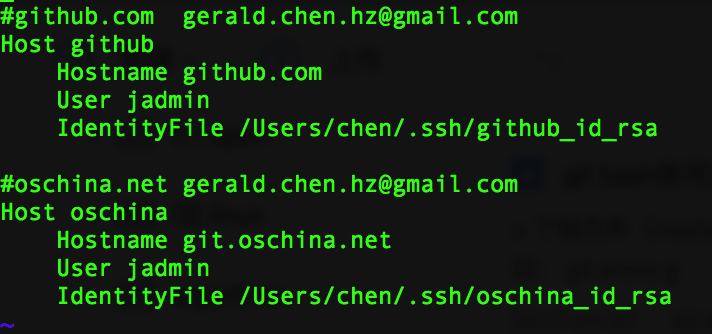 #github.com  gerald.chen.hz@gmail.com
Host github
    Hostname github.com
    User jadmin
    IdentityFile /Users/chen/.ssh/github_id_rsa

#oschina.net gerald.chen.hz@gmail.com
Host oschina
    Hostname git.oschina.net
    User jadmin
    IdentityFile /Users/chen/.ssh/oschina_id_rsa
~